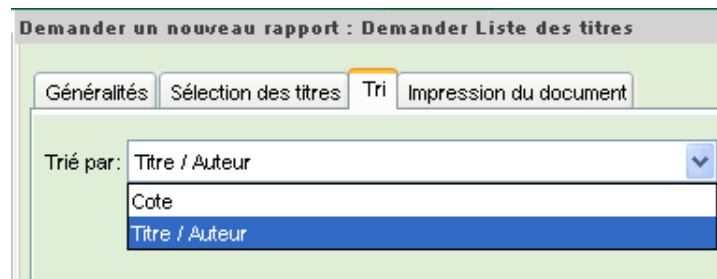 Demander un nouveau rapport : Demander Liste des titres
Généralités Sélection des titres Tri Impression du document
Trié par: Titre / Auteur
Cote
Titre / Auteur